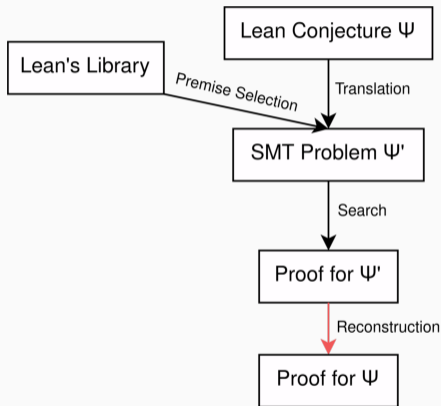 Lean Conjecture Ψ
Lean's Library
Premise Selection
Translation
SMT Problem Ψ'
Search
Proof for Ψ'
Reconstruction
Proof for Ψ